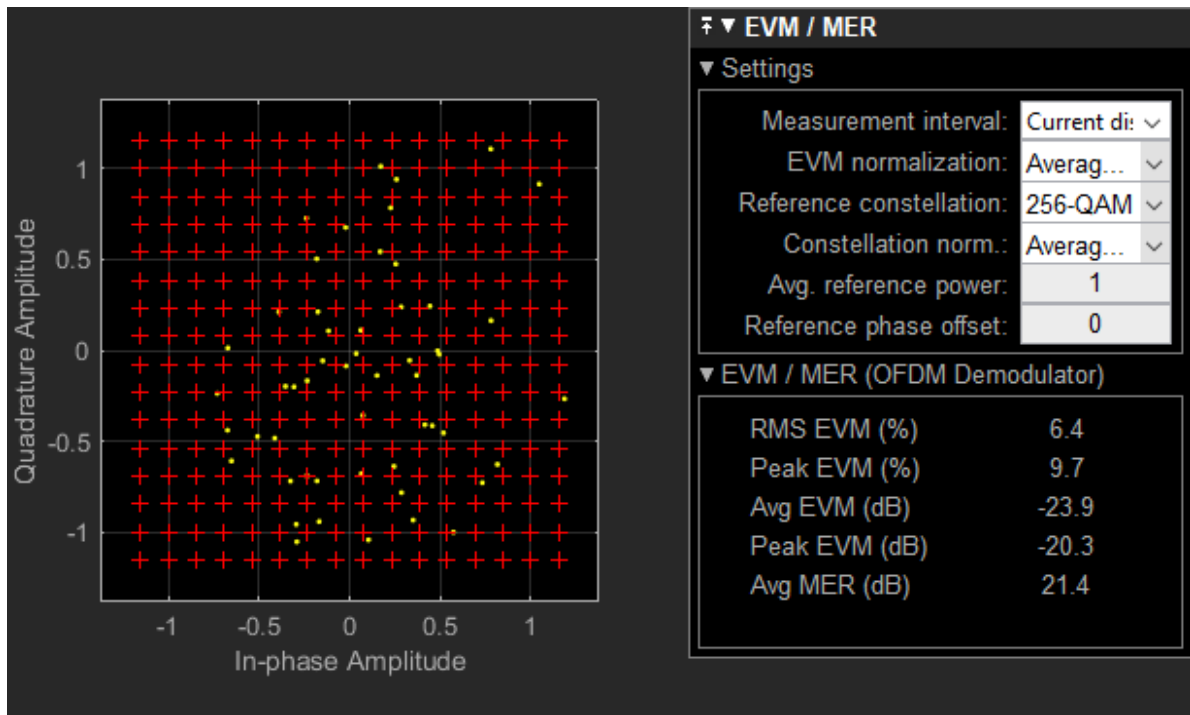 EVM / MER
Settings
Measurement interval: Current di
EVM normalization: Averag...
Reference constellation: 256-QAM
Constellation norm.: Averag...
Avg. reference power: 1
Reference phase offset: 0
EVM / MER (OFDM Demodulator)
RMS EVM (%) 6.4
Peak EVM (%) 9.7
Avg EVM (dB) -23.9
Peak EVM (dB) -20.3
Avg MER (dB) 21.4
Quadrature Amplitude
1
0.5
0
-0.5
-1
-1 -0.5 0 0.5 1
In-phase Amplitude